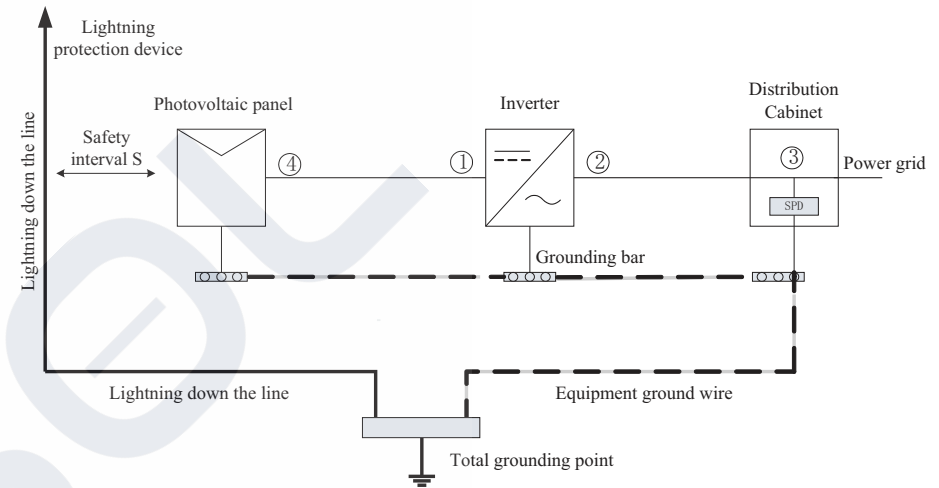 Lightning
protection device
Photovoltaic panel
Inverter
Distribution
Cabinet
Lightning down the line
Safety
interval S
④
①
②
③
Power grid
SPD
Grounding bar
Lightning down the line
Equipment ground wire
Total grounding point